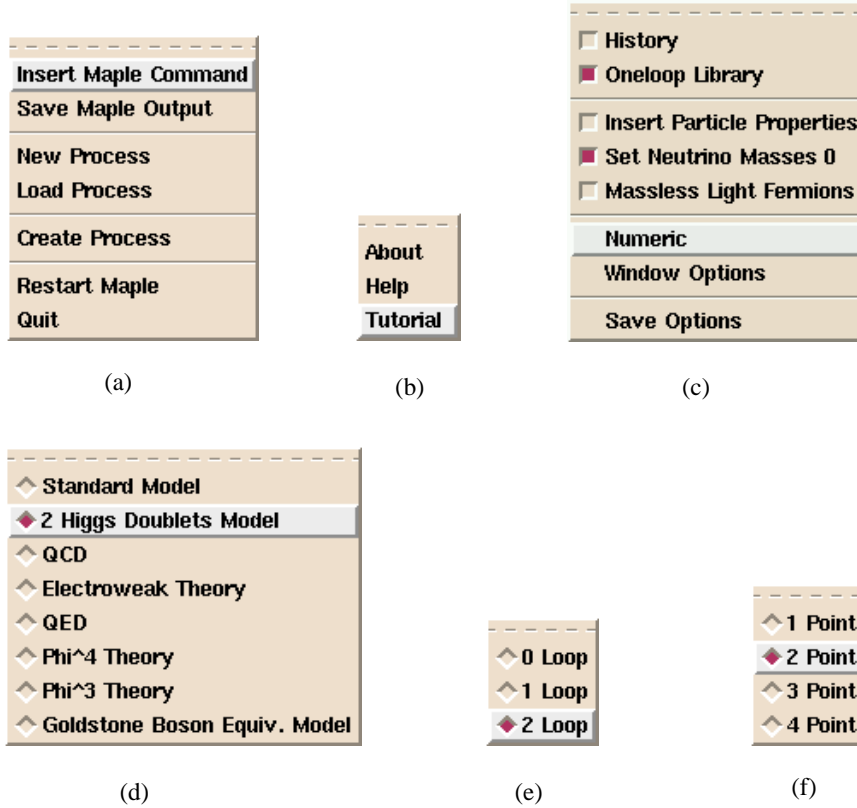 Insert Maple Command
Save Maple Output
New Process
Load Process
Create Process
Restart Maple
Quit
(a)
About
Help
Tutorial
(b)
History
Oneloop Library
Insert Particle Properties
Set Neutrino Masses 0
Massless Light Fermions
Numeric
Window Options
Save Options
(c)
Standard Model
2 Higgs Doublets Model
QCD
Electroweak Theory
QED
Phi^4 Theory
Phi^3 Theory
Goldstone Boson Equiv. Model
(d)
0 Loop
1 Loop
2 Loop
(e)
1 Point
2 Point
3 Point
4 Point
(f)